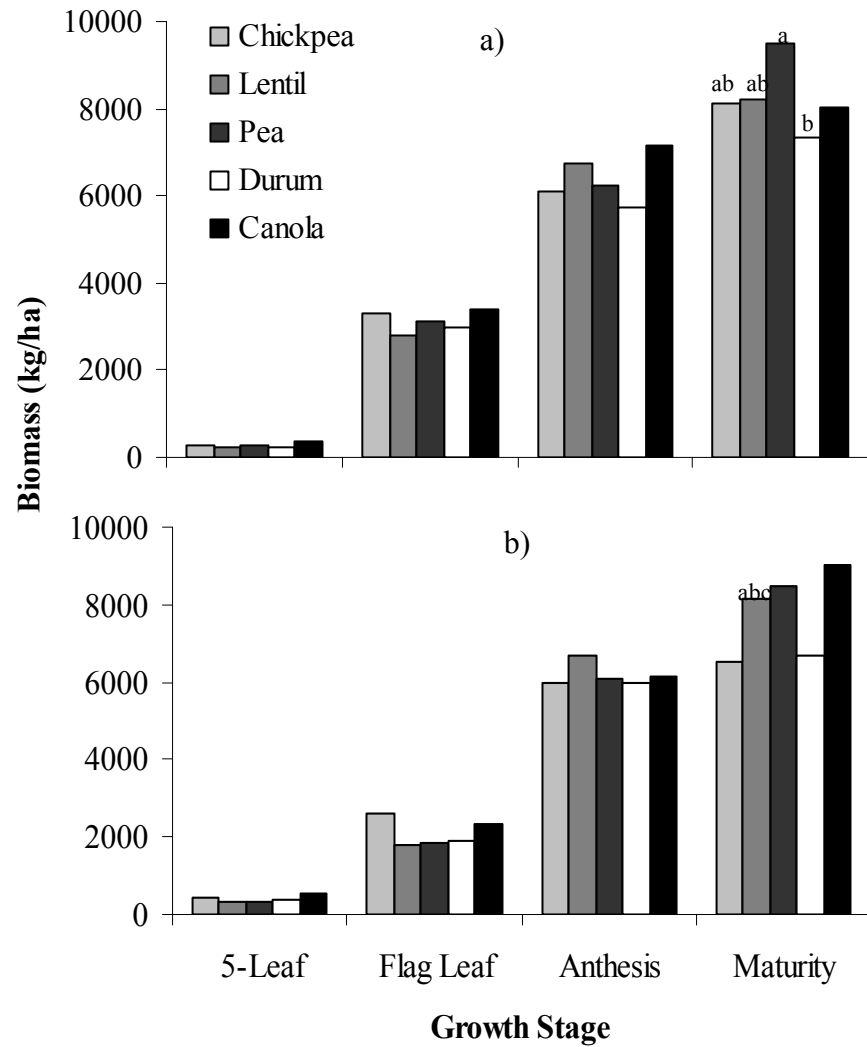 a)
10000
8000
6000
4000
2000
0
Chickpea
Lentil
Pea
Durum
Canola
ab ab a b
Biomass (kg/ha)
b)
10000
8000
6000
4000
2000
0
abc
5-Leaf Flag Leaf Anthesis Maturity
Growth Stage